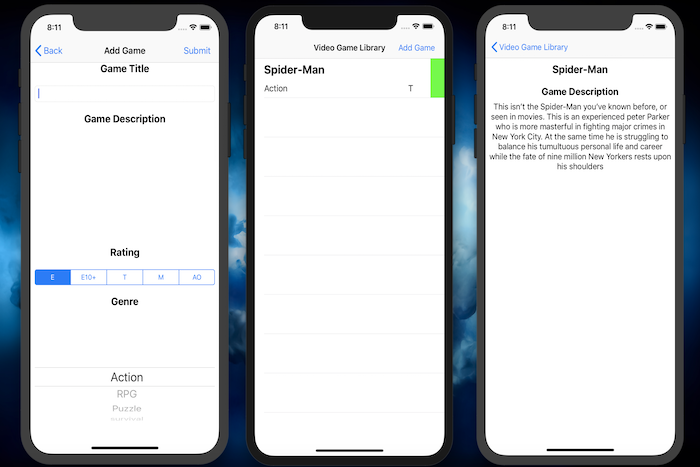 8:11
Back Add Game Submit
Game Title
Game Description
Rating
E E10+ T M AO
Genre
Action
RPG
Puzzle
8:11
Video Game Library Add Game
Spider-Man
Action T
8:11
Video Game Library
Spider-Man
Game Description
This isn't the Spider-Man you've known before, or
seen in movies. This is an experienced peter Parker
who is more masterful in fighting major crimes in
New York City. At the same time he is struggling to
balance his tumultuous personal life and career
while the fate of nine million New Yorkers rests upon
his shoulders